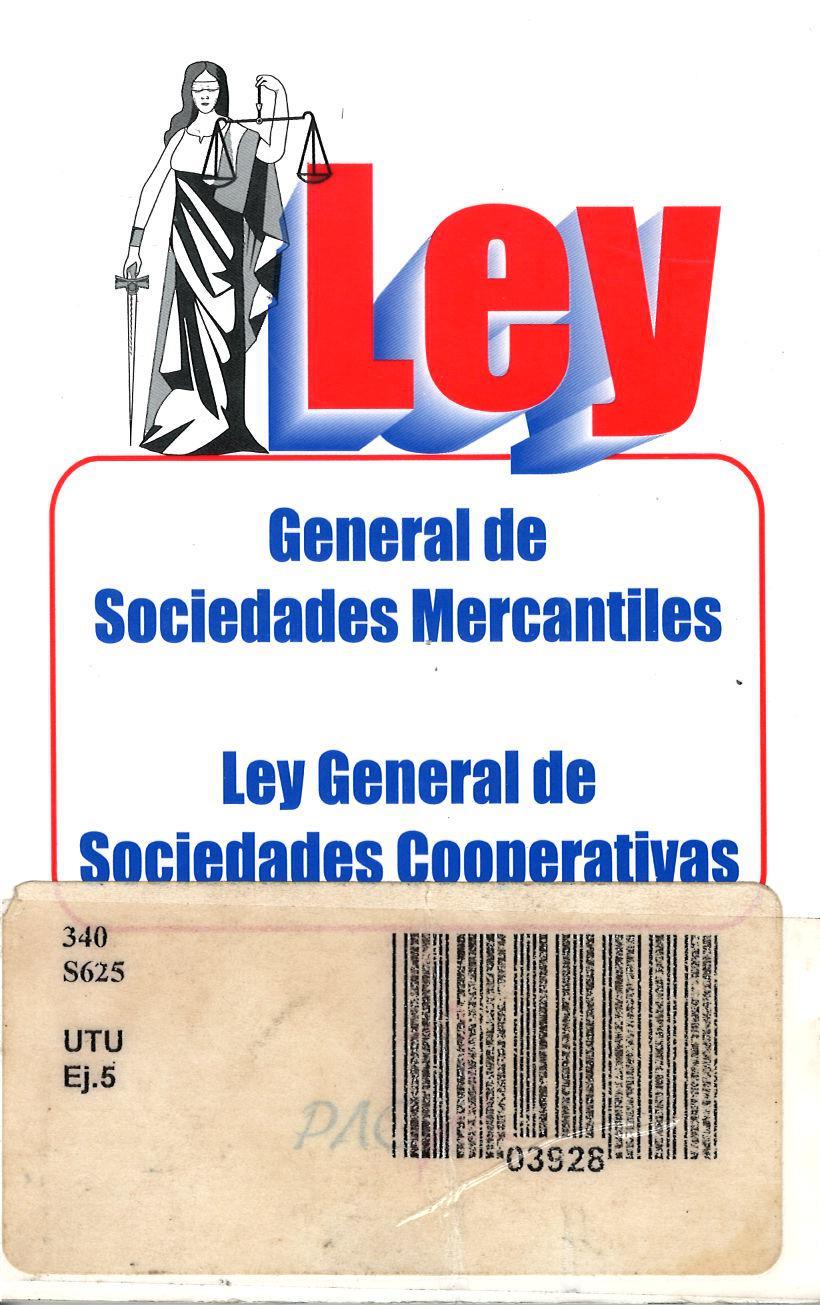 Ley
General de
Sociedades Mercantiles
Ley General de
Sociedades Cooperativas
340
S625
UTU
Ej.5
03928